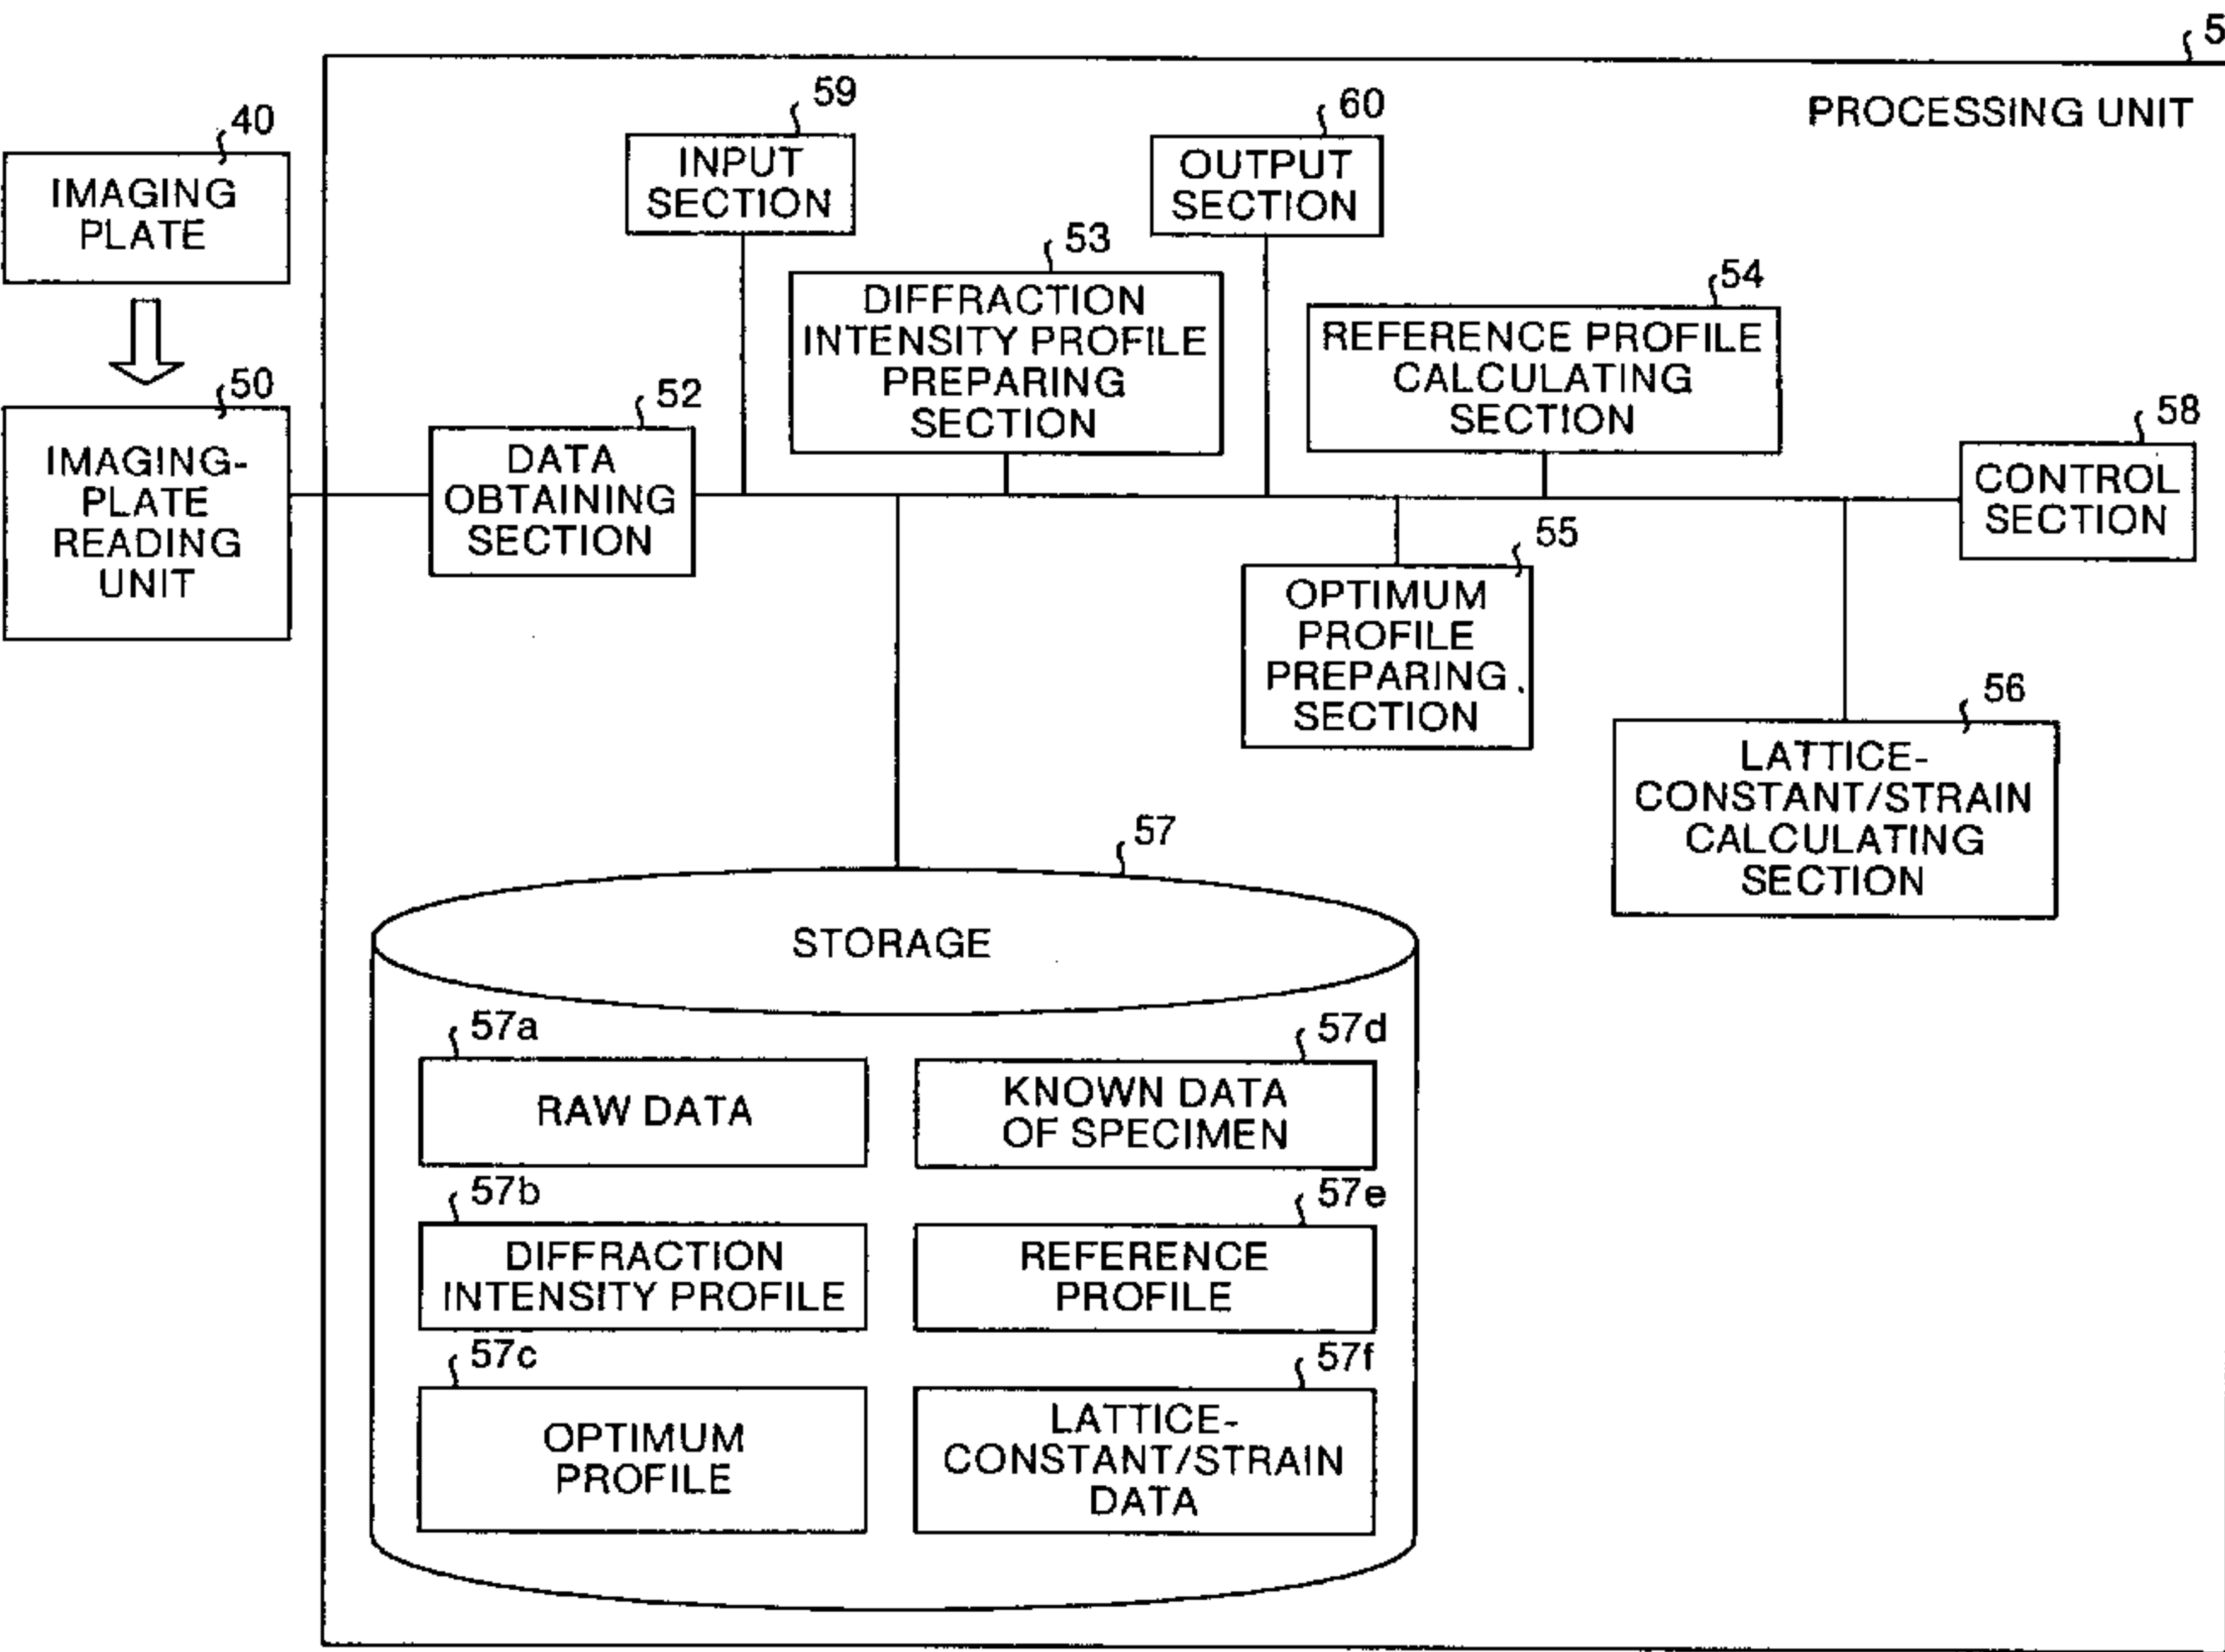 5
PROCESSING UNIT
40
IMAGING
PLATE
50
IMAGING-
PLATE
READING
UNIT
52
DATA
OBTAINING
SECTION
59
INPUT
SECTION
53
DIFFRACTION
INTENSITY PROFILE
PREPARING
SECTION
60
OUTPUT
SECTION
54
REFERENCE PROFILE
CALCULATING
SECTION
58
CONTROL
SECTION
55
OPTIMUM
PROFILE
PREPARING
SECTION
56
LATTICE-
CONSTANT/STRAIN
CALCULATING
SECTION
57
STORAGE
57a
RAW DATA
57b
DIFFRACTION
INTENSITY PROFILE
57c
OPTIMUM
PROFILE
57d
KNOWN DATA
OF SPECIMEN
57e
REFERENCE
PROFILE
57f
LATTICE-
CONSTANT/STRAIN
DATA